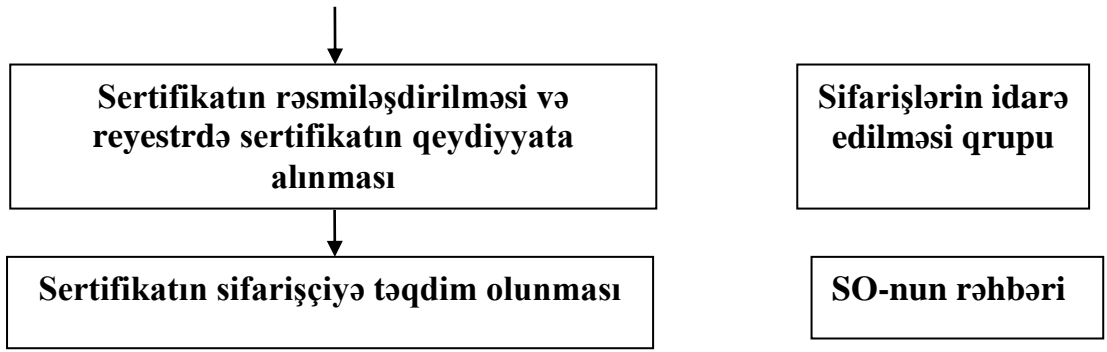 Sertifikatın rəsmiləşdirilməsi və
reyestrdə sertifikatın qeydiyyata
alınması
Sifarişlərin idarə
edilməsi qrupu
Sertifikatın sifarişçiyə təqdim olunması
SO-nun rəhbəri